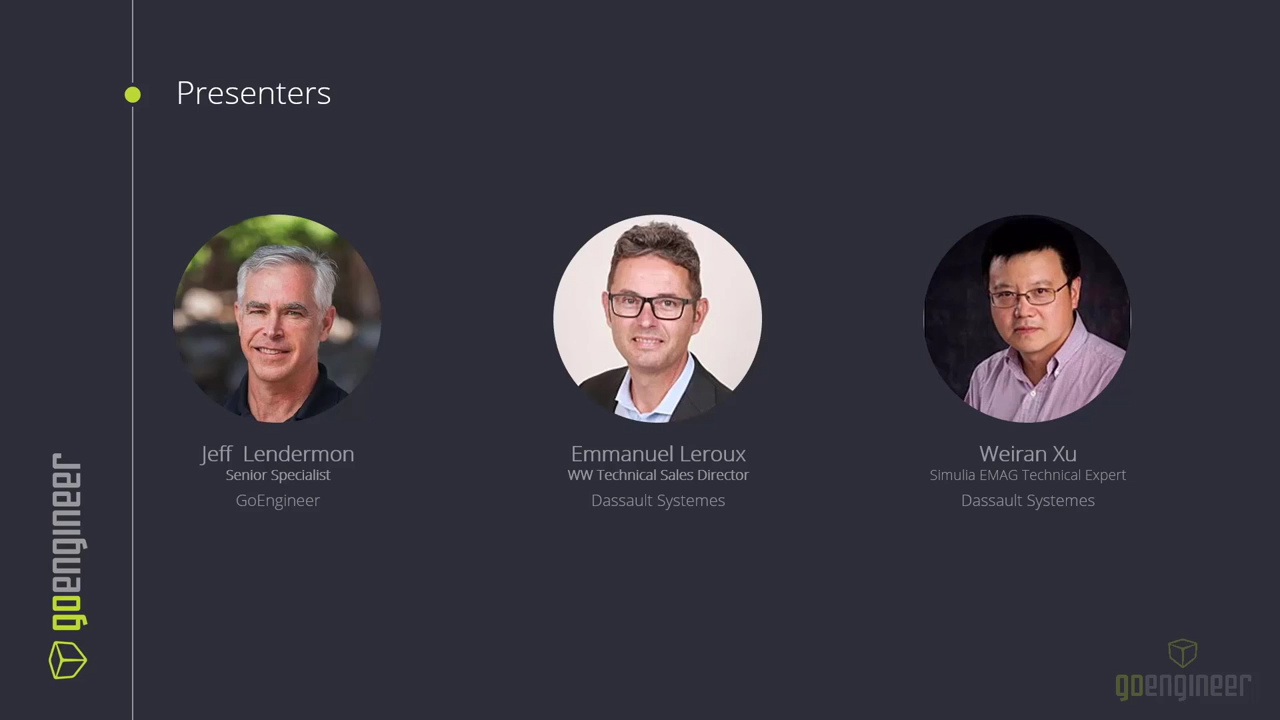 Presenters
Jeff Lendermon
Senior Specialist
GoEngineer
Emmanuel Leroux
WW Technical Sales Director
Dassault Systemes
Weiran Xu
Simulia EMAG Technical Expert
Dassault Systemes
goengineer
goengineer